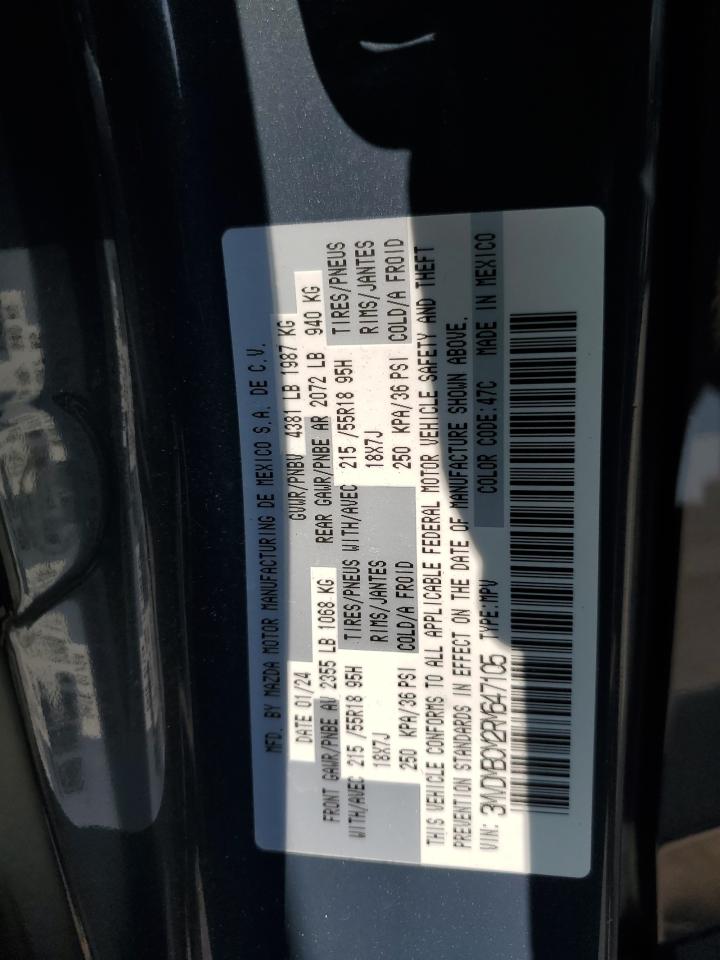 MFD. BY MAZDA MOTOR MANUFACTURING DE MEXICO S.A. DE C.V.
DATE 01/24 GVWR/PNBV 4381 LB 1987 KG
FRONT GAWR/PNBE AV 2355 LB 1068 KG REAR GAWR/PNBE AR 2072 LB 940 KG
WITH/AVEC 215 /55R18 95H TIRES/PNEUS WITH/AVEC 215 /55R18 95H TIRES/PNEUS
18X7J RIMS/JANTES 18X7J RIMS/JANTES
250 KPA/36 PSI COLD/A FROID 250 KPA/36 PSI COLD/A FROID
THIS VEHICLE CONFORMS TO ALL APPLICABLE FEDERAL MOTOR VEHICLE SAFETY AND THEFT
PREVENTION STANDARDS IN EFFECT ON THE DATE OF MANUFACTURE SHOWN ABOVE.
VIN: 3MVDMBCM2RM647105 TYPE:MPV COLOR CODE:47C MADE IN MEXICO